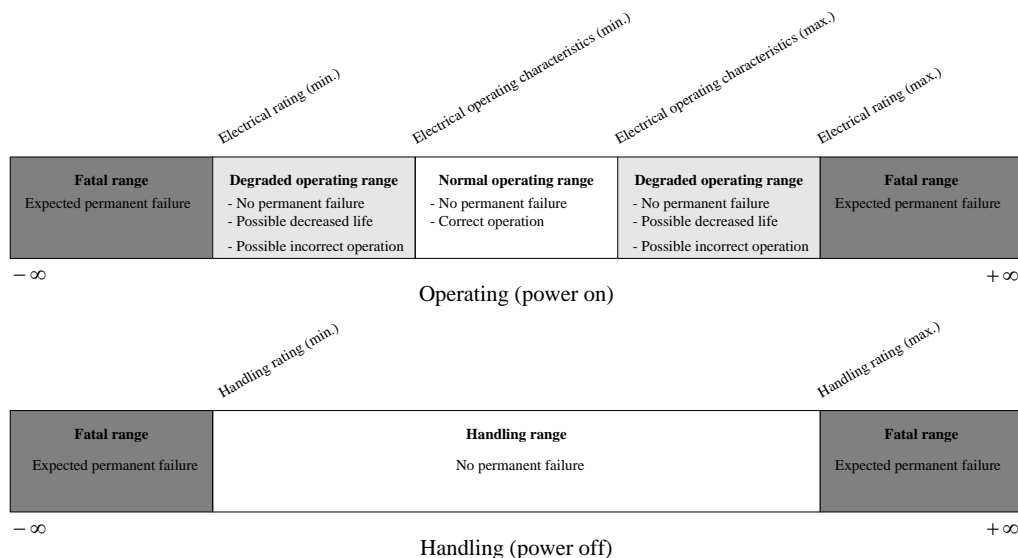 Electrical rating (min.)
Electrical operating characteristics (min.)
Electrical operating characteristics (max.)
Electrical rating (max.)
Fatal range
Expected permanent failure
Degraded operating range
- No permanent failure
- Possible decreased life
- Possible incorrect operation
Normal operating range
- No permanent failure
- Correct operation
Degraded operating range
- No permanent failure
- Possible decreased life
- Possible incorrect operation
Fatal range
Expected permanent failure
− ∞
+ ∞
Operating (power on)
Handling rating (min.)
Handling rating (max.)
Fatal range
Expected permanent failure
Handling range
No permanent failure
Fatal range
Expected permanent failure
− ∞
+ ∞
Handling (power off)